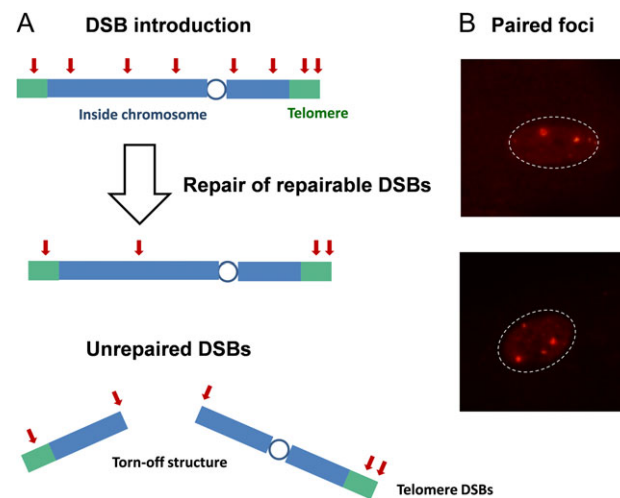 A
DSB introduction
Inside chromosome
Telomere
Repair of repairable DSBs
Unrepaired DSBs
Torn-off structure
Telomere DSBs
B
Paired foci